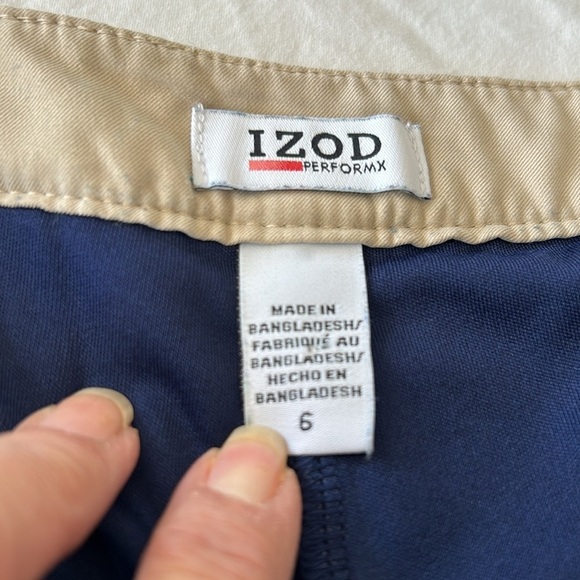 IZOD
PERFORMX
MADE IN
BANGLADESH/
FABRIQUÉ AU
BANGLADESH/
HECHO EN
BANGLADESH
6